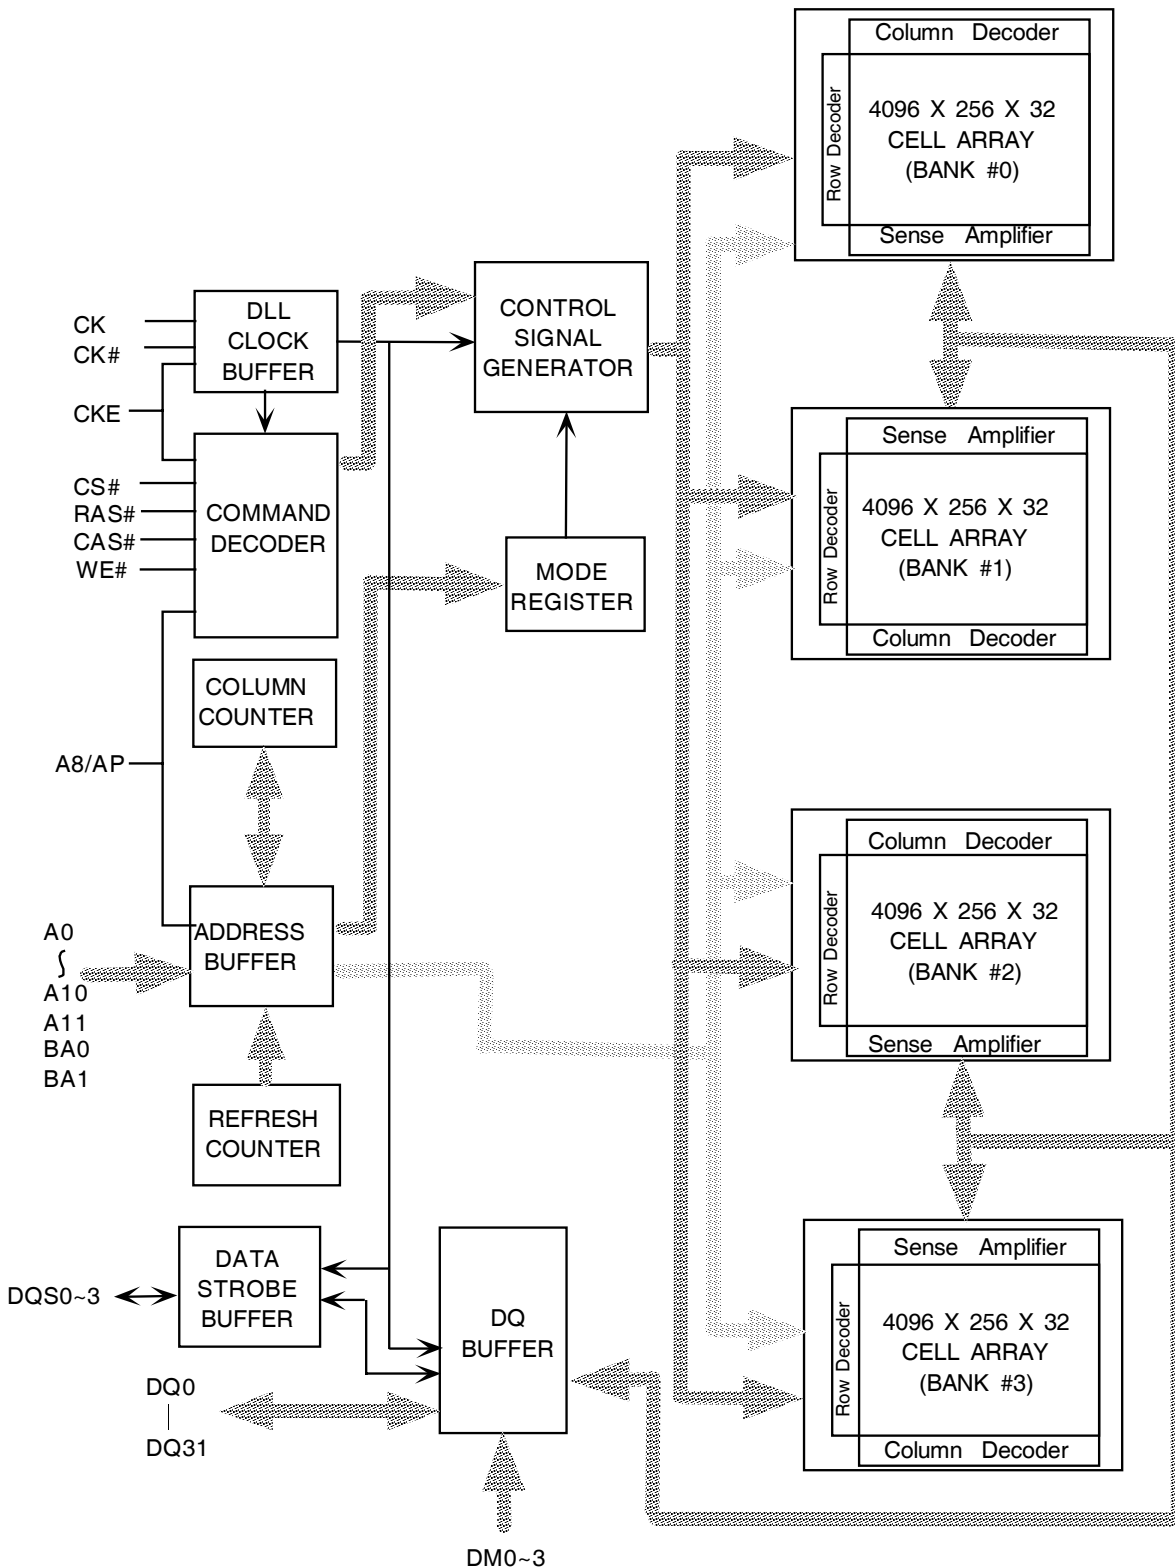 Column Decoder
Row Decoder
4096 X 256 X 32
CELL ARRAY
(BANK #0)
Sense Amplifier
CK
CK#
CKE
DLL
CLOCK
BUFFER
CONTROL
SIGNAL
GENERATOR
CS#
RAS#
CAS#
WE#
COMMAND
DECODER
MODE
REGISTER
Sense Amplifier
Row Decoder
4096 X 256 X 32
CELL ARRAY
(BANK #1)
Column Decoder
COLUMN
COUNTER
A8/AP
A0
A10
A11
BA0
BA1
ADDRESS
BUFFER
Column Decoder
Row Decoder
4096 X 256 X 32
CELL ARRAY
(BANK #2)
Sense Amplifier
REFRESH
COUNTER
DATA
STROBE
BUFFER
DQS0~3
DQ
BUFFER
DQ0
DQ31
DM0~3
Sense Amplifier
Row Decoder
4096 X 256 X 32
CELL ARRAY
(BANK #3)
Column Decoder